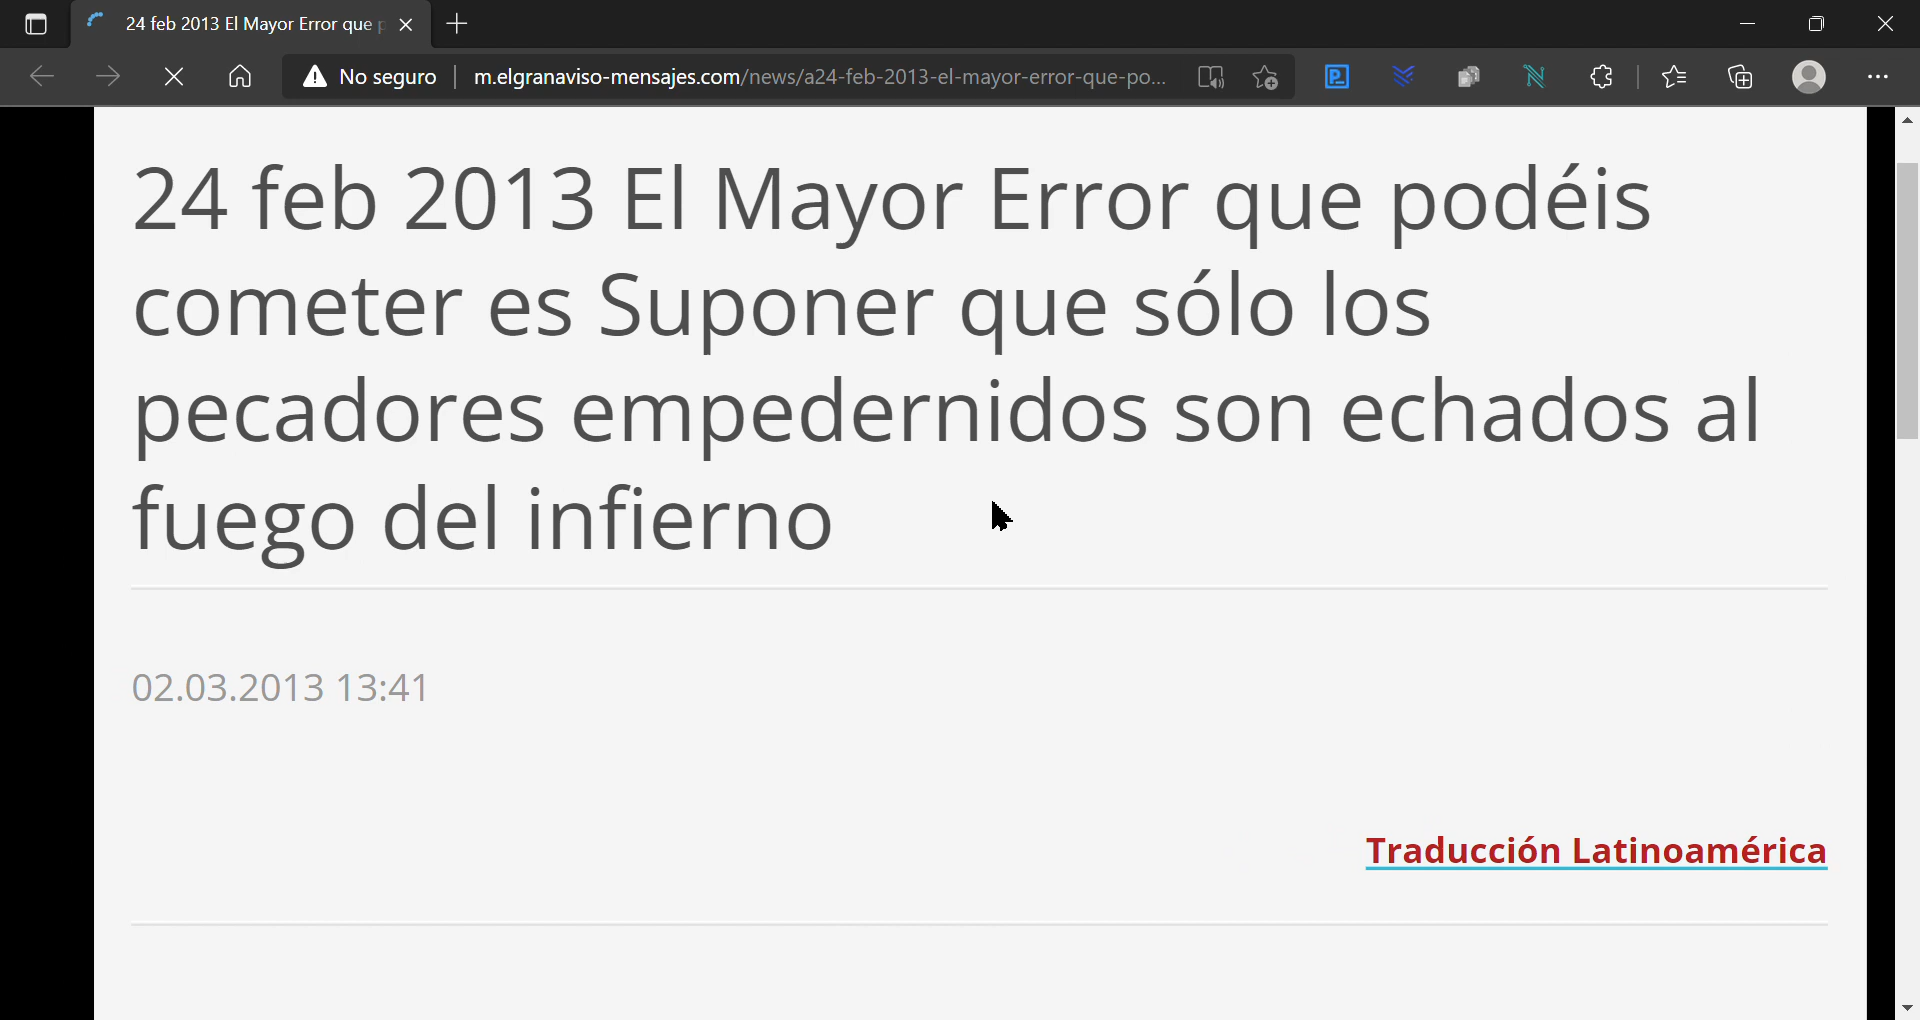 24 feb 2013 El Mayor Error que p
No seguro
m.elgranaviso-mensajes.com/news/a24-feb-2013-el-mayor-error-que-po...
24 feb 2013 El Mayor Error que podéis
cometer es Suponer que sólo los
pecadores empedernidos son echados al
fuego del infierno
02.03.2013 13:41
Traducción Latinoamérica